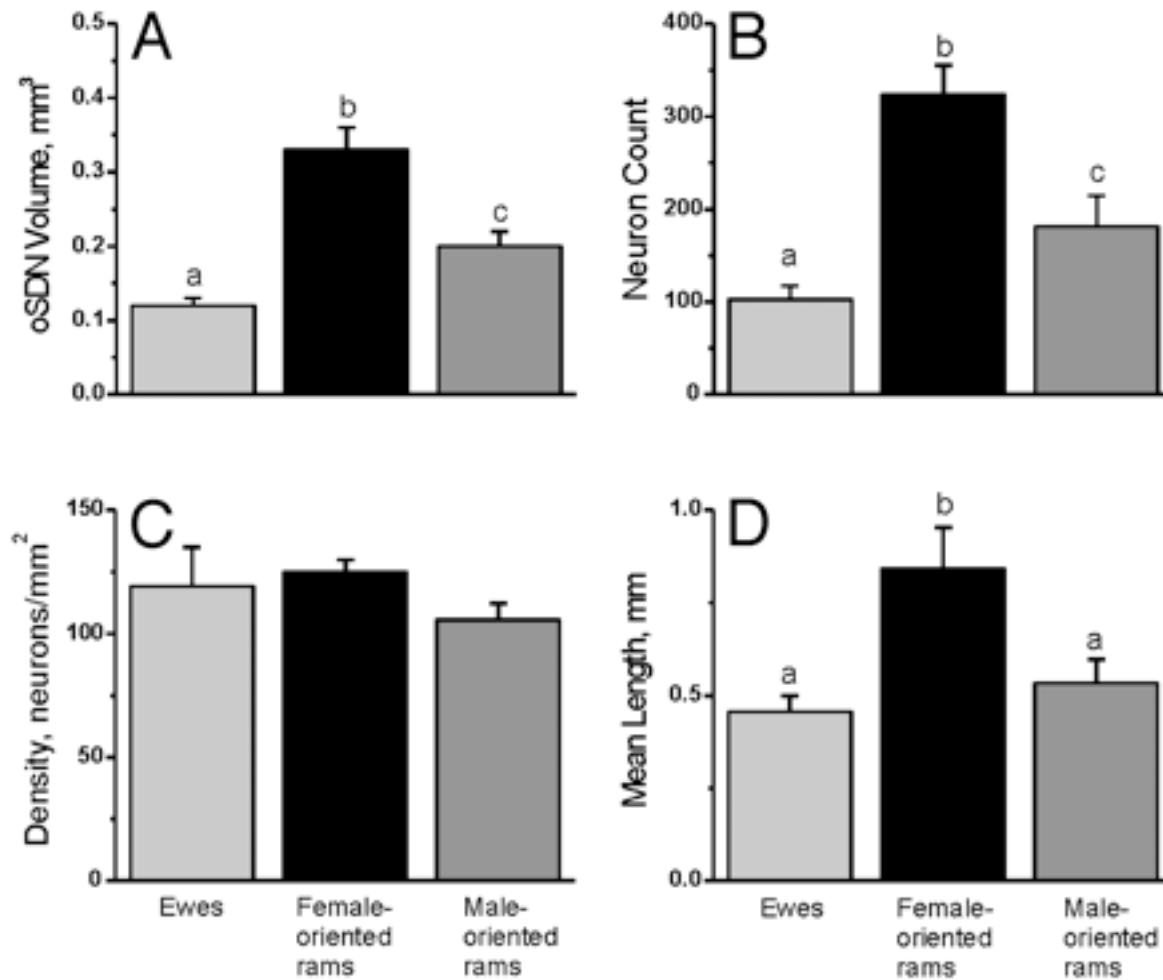 A
oSDN Volume, mm³
0.5
0.4
0.3
0.2
0.1
0.0
a
b
c
B
Neuron Count
400
300
200
100
0
a
b
c
C
Density, neurons/mm²
150
100
50
0
Ewes
Female-
oriented
rams
Male-
oriented
rams
D
Mean Length, mm
1.0
0.5
0.0
a
b
a
Ewes
Female-
oriented
rams
Male-
oriented
rams